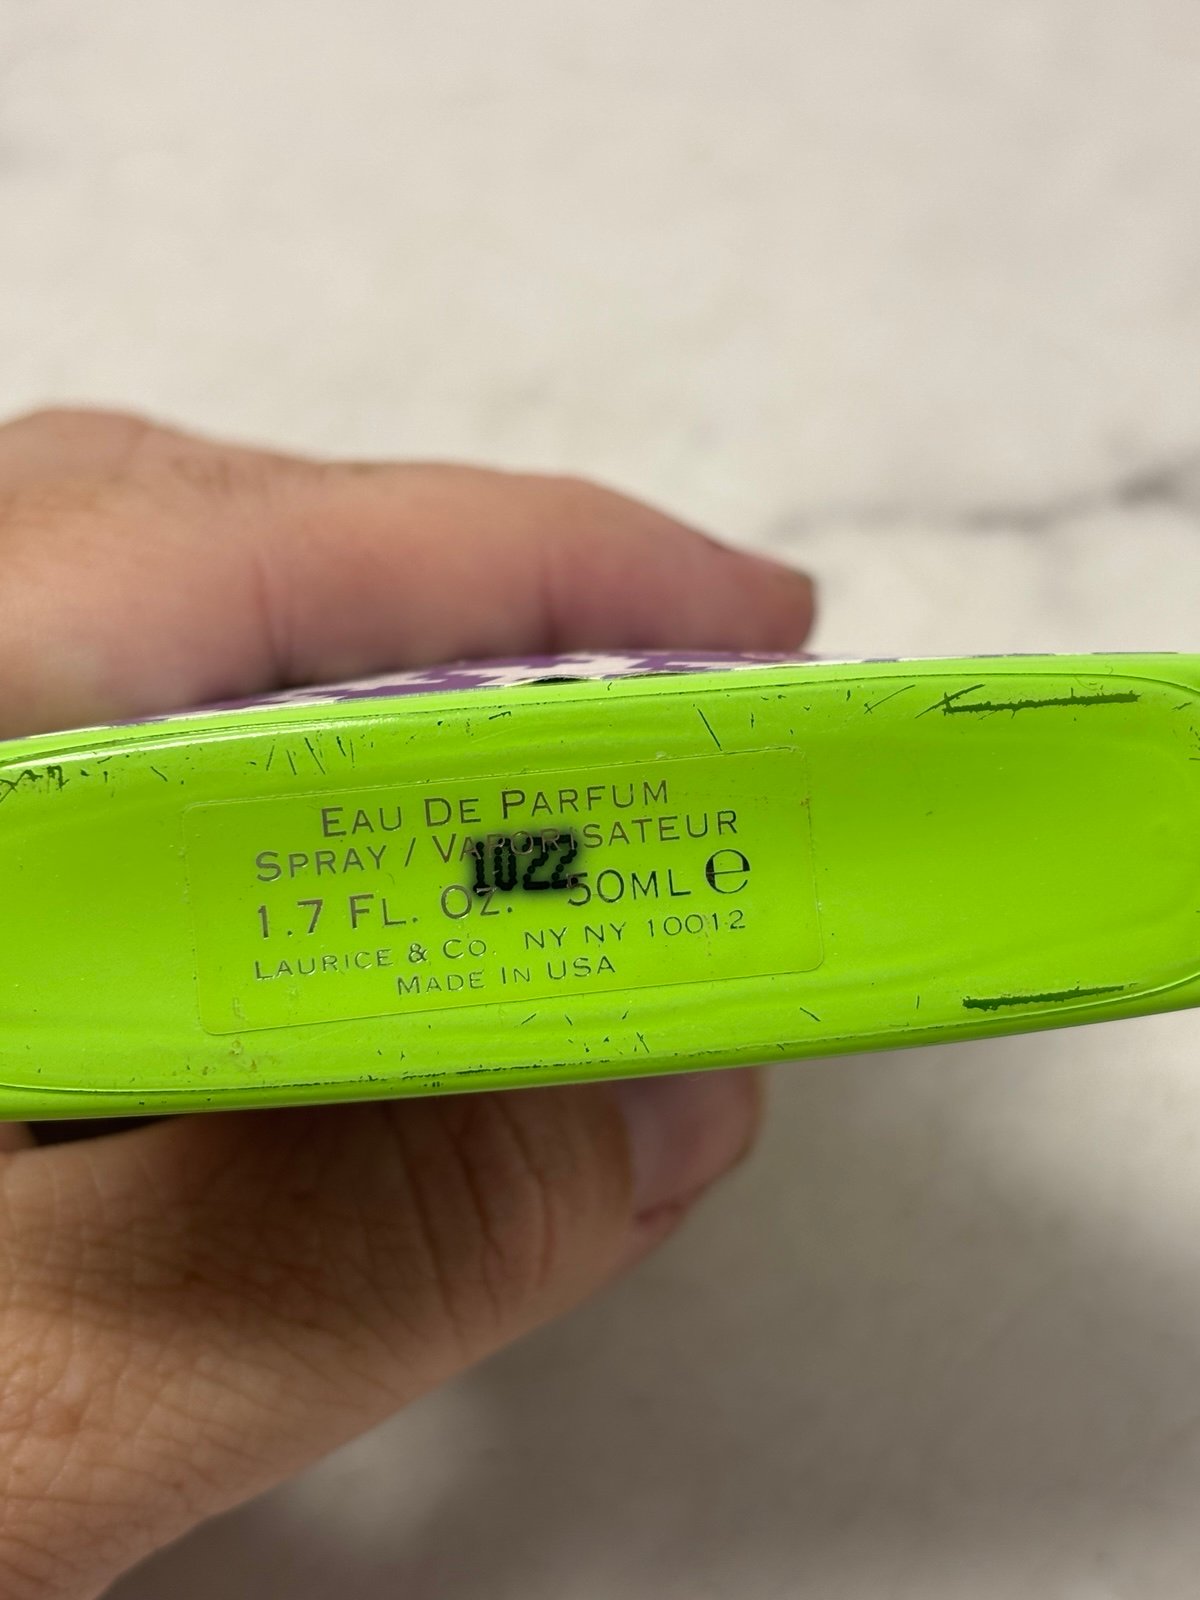 EAU DE PARFUM
SPRAY / VAPORISATEUR
1022
1.7 FL. OZ. 50ML ℮
LAURICE & CO. NY NY 10012
MADE IN USA